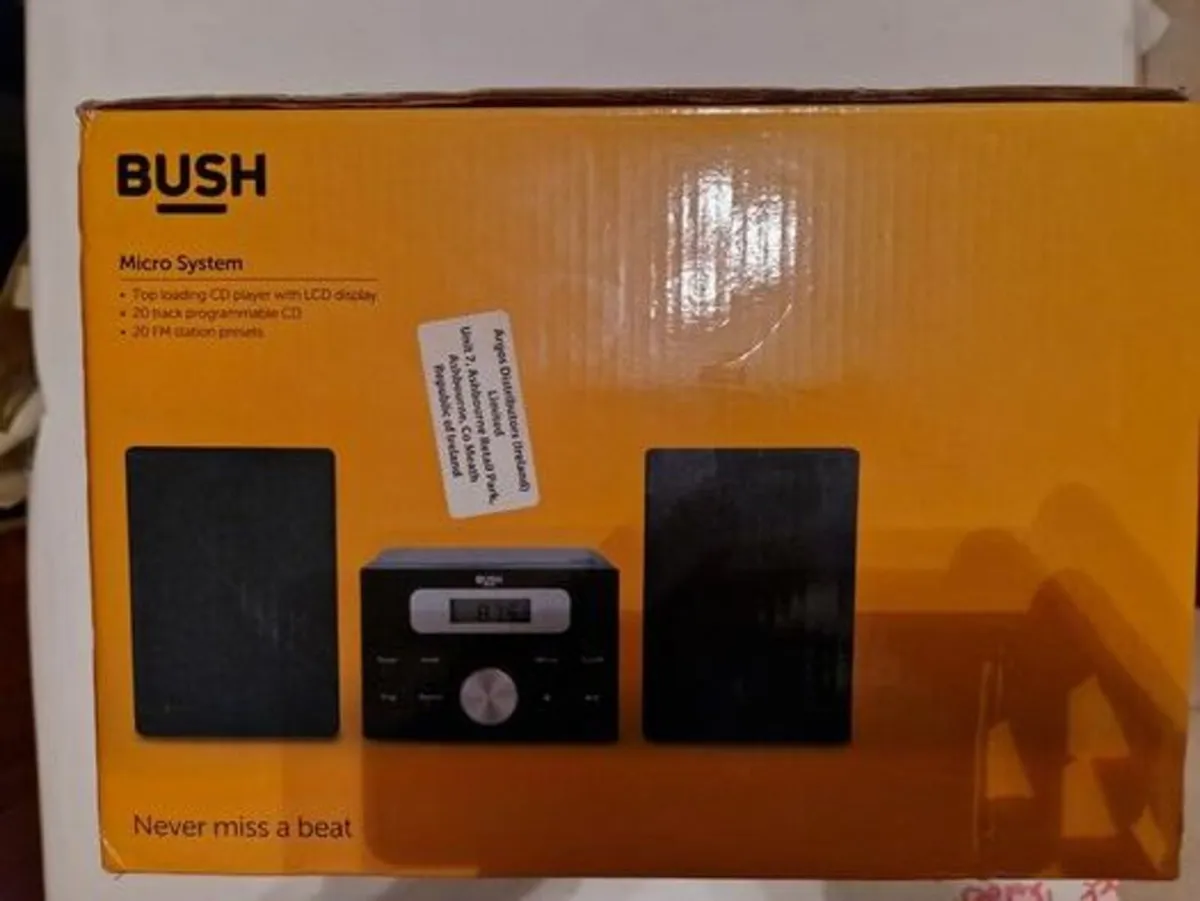 BUSH
Micro System
• Top loading CD player with LCD display
• 20 track programmable CD
• 20 FM station presets
Argos Distributors (Ireland)
Limited
Unit 7, Ashbourne Retail Park,
Ashbourne, Co Meath
Republic of Ireland
BUSH
Never miss a beat